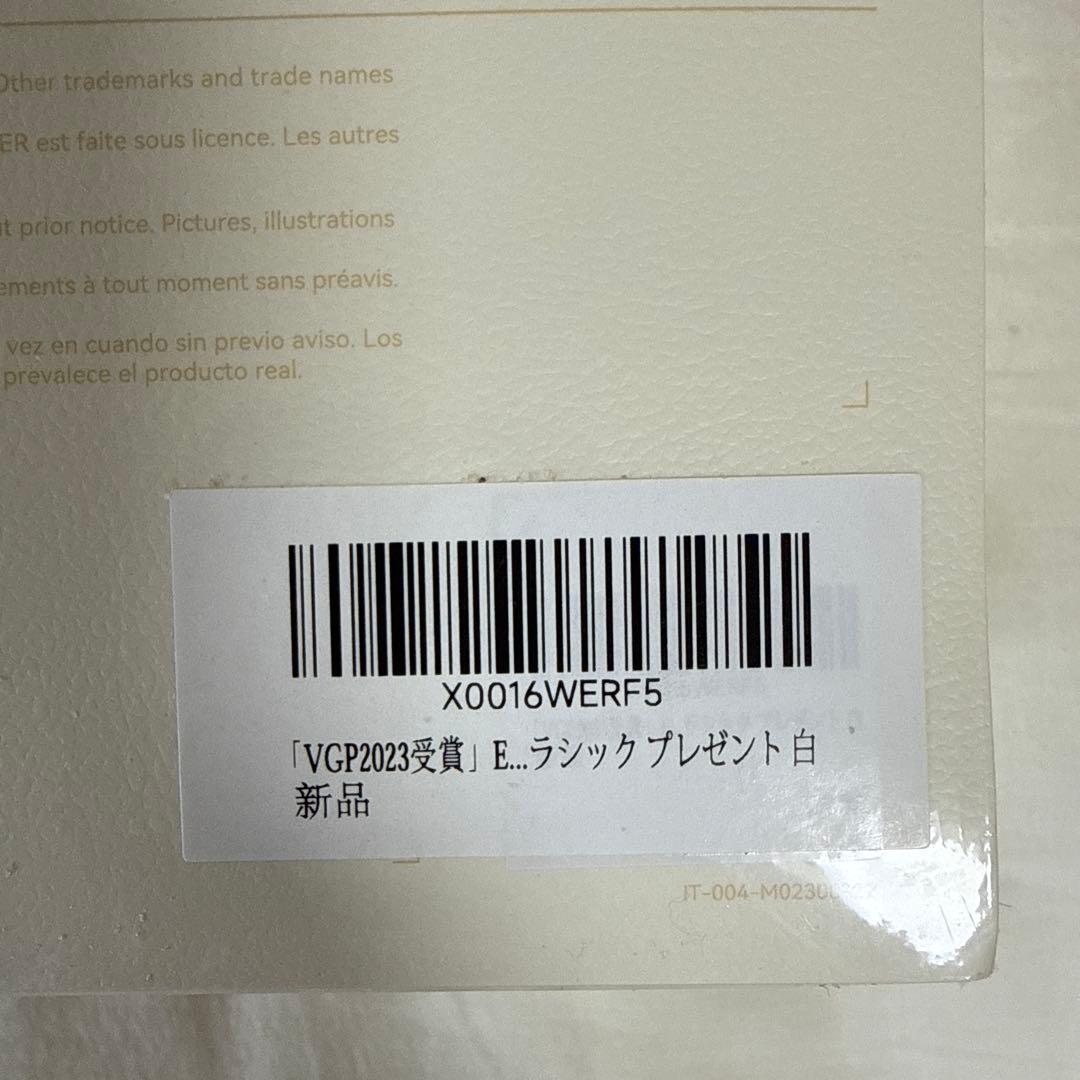 Other trademarks and trade names
ER est faite sous licence. Les autres
t prior notice. Pictures, illustrations
ements à tout moment sans préavis.
vez en cuando sin previo aviso. Los
prevalece el producto real.
X0016WERF5
「VGP2023受賞」E...ラシック プレゼント 白
新品